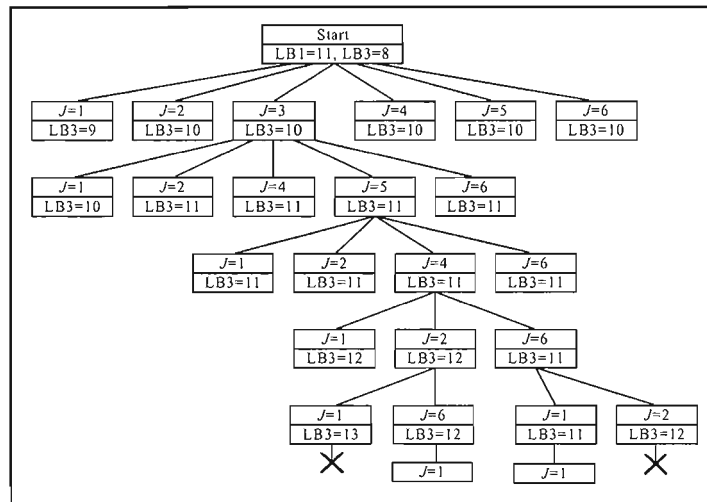 Start
LB1=11, LB3=8
J=1 J=2 J=3 J=4 J=5 J=6
LB3=9 LB3=10 LB3=10 LB3=10 LB3=10 LB3=10
J=1 J=2 J=4 J=5 J=6
LB3=10 LB3=11 LB3=11 LB3=11 LB3=11
J=1 J=2 J=4 J=6
LB3=11 LB3=11 LB3=11 LB3=11
J=1 J=2 J=6
LB3=12 LB3=12 LB3=11
J=1 J=6 J=1 J=2
LB3=13 LB3=12 LB3=11 LB3=12
J=1 J=1